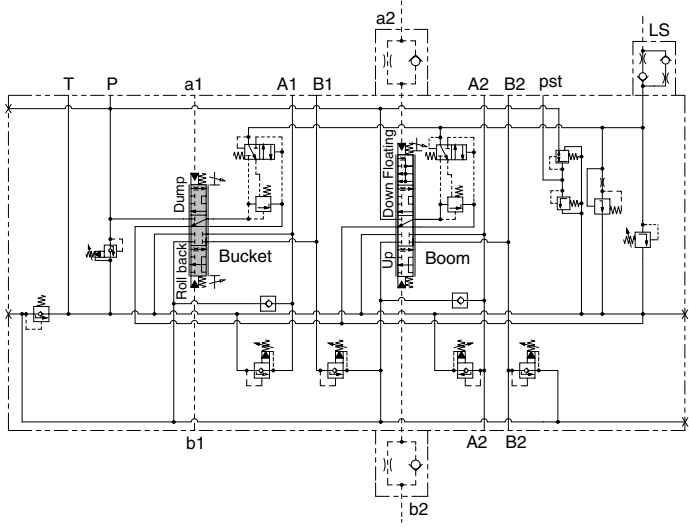 a2
LS
T P a1 A1 B1 A2 B2 pst
Dump
Down Floating
Bucket
Boom
Roll back
Up
b1
A2 B2
b2